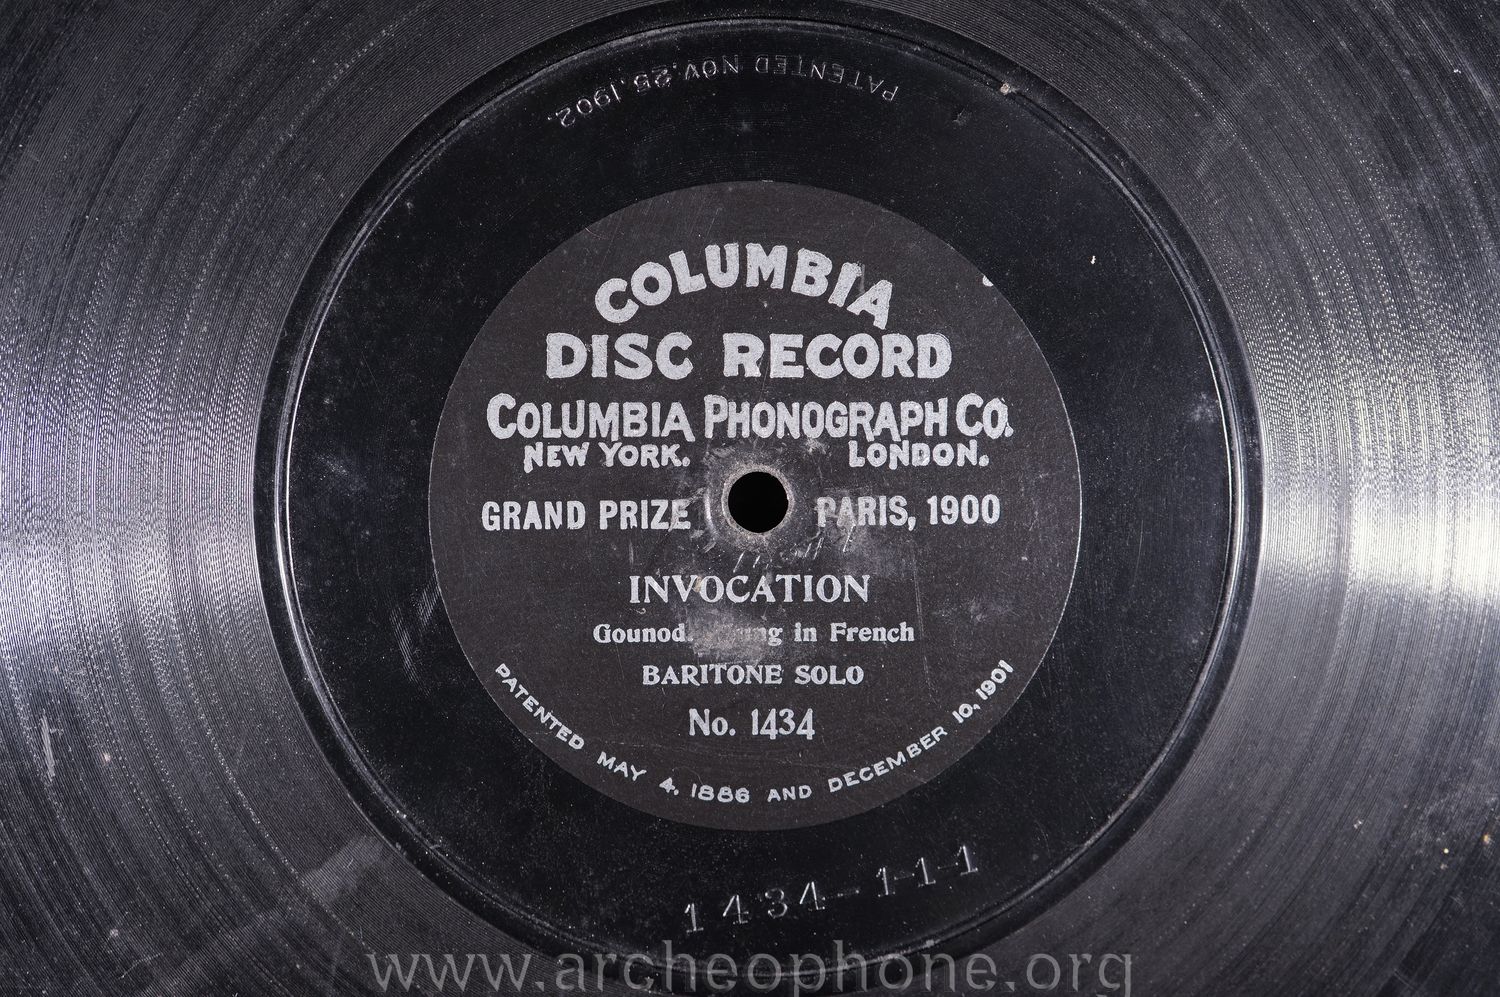 PATENTED NOV. 25, 1902.
COLUMBIA
DISC RECORD
COLUMBIA PHONOGRAPH CO.
NEW YORK. LONDON.
GRAND PRIZE PARIS, 1900
INVOCATION
Gounod. in French
BARITONE SOLO
No. 1434
PATENTED MAY 4, 1886 AND DECEMBER 10, 1901
1434-1-1-1
www.archeophone.org